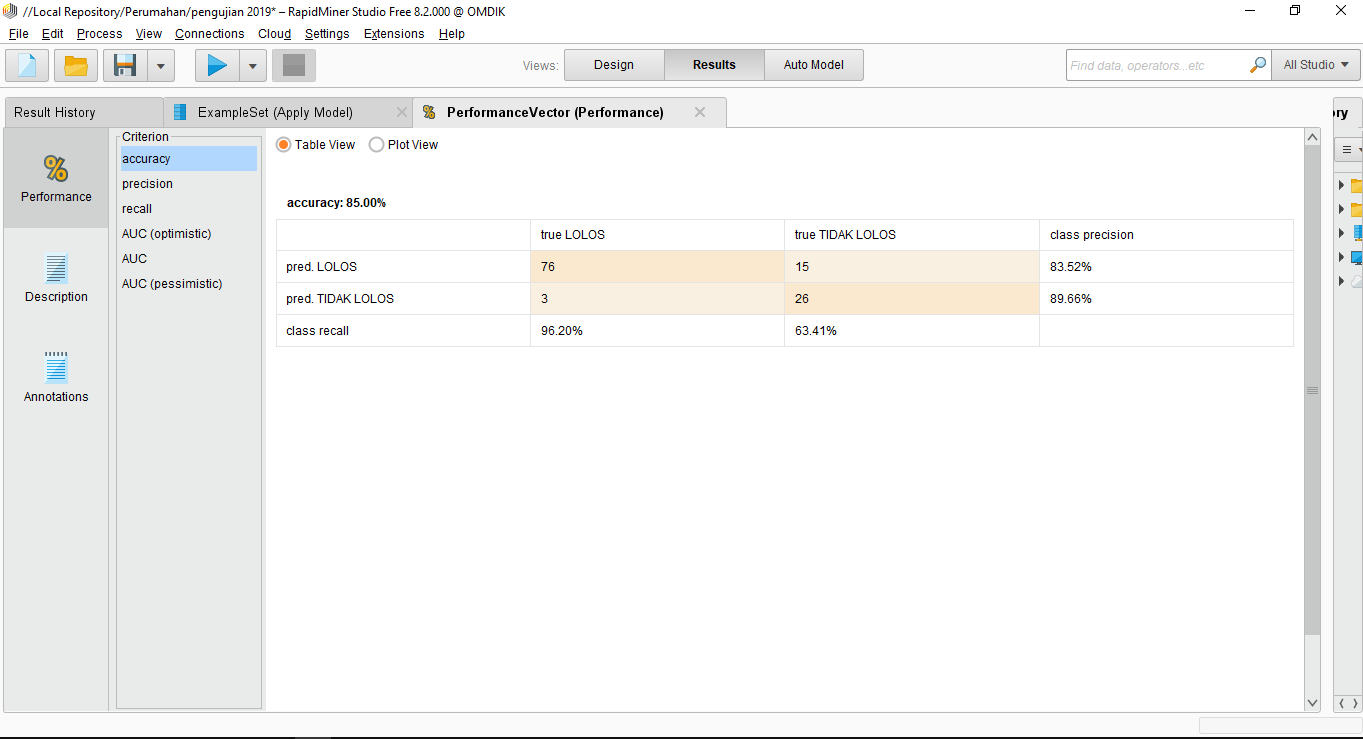 //Local Repository/Perumahan/pengujian 2019* – RapidMiner Studio Free 8.2.000 @ OMDIK
File Edit Process View Connections Cloud Settings Extensions Help
Views: Design Results Auto Model Find data, operators...etc All Studio
Result History ExampleSet (Apply Model) PerformanceVector (Performance) ory
Criterion
accuracy
precision
recall
AUC (optimistic)
AUC
AUC (pessimistic)
% Performance
Description
Annotations
Table View Plot View
accuracy: 85.00%
true LOLOS true TIDAK LOLOS class precision
pred. LOLOS 76 15 83.52%
pred. TIDAK LOLOS 3 26 89.66%
class recall 96.20% 63.41%